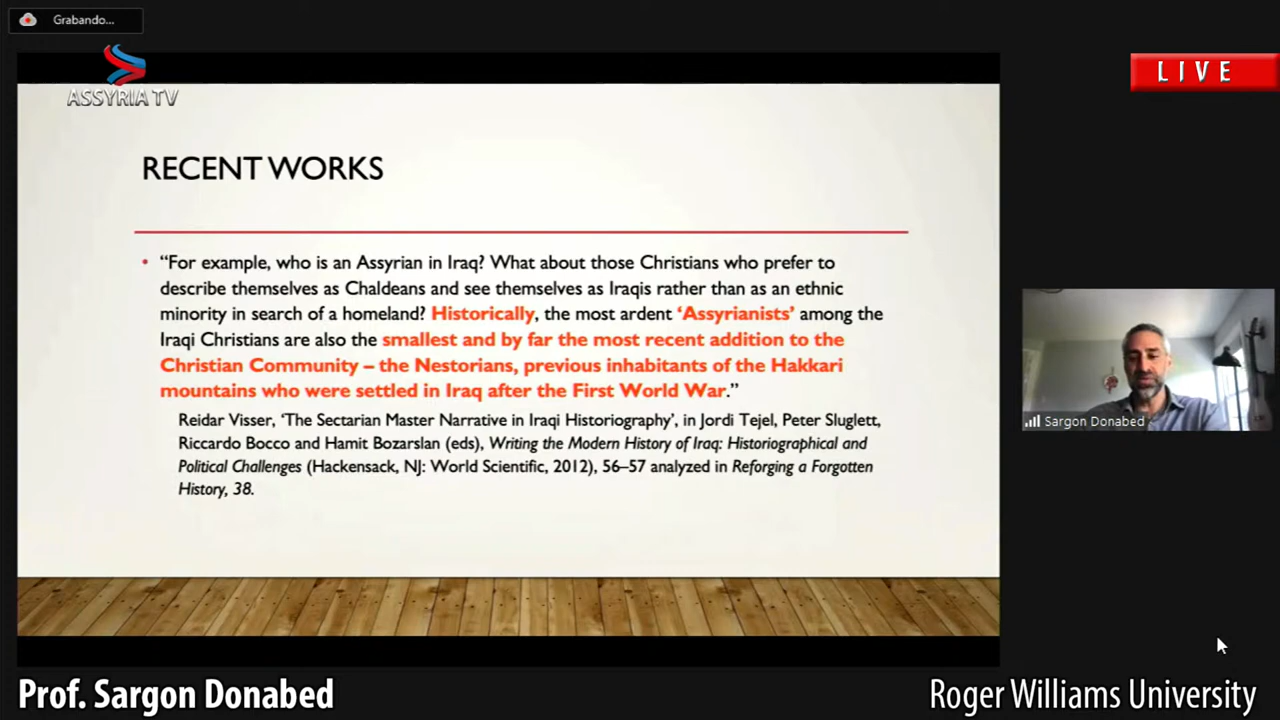 Grabando...
ASSYRIA TV
LIVE
RECENT WORKS
• “For example, who is an Assyrian in Iraq? What about those Christians who prefer to
describe themselves as Chaldeans and see themselves as Iraqis rather than as an ethnic
minority in search of a homeland? Historically, the most ardent ‘Assyrianists’ among the
Iraqi Christians are also the smallest and by far the most recent addition to the
Christian Community – the Nestorians, previous inhabitants of the Hakkari
mountains who were settled in Iraq after the First World War.”
Reidar Visser, ‘The Sectarian Master Narrative in Iraqi Historiography’, in Jordi Tejel, Peter Sluglett,
Riccardo Bocco and Hamit Bozarslan (eds), Writing the Modern History of Iraq: Historiographical and
Political Challenges (Hackensack, NJ: World Scientific, 2012), 56–57 analyzed in Reforging a Forgotten
History, 38.
Sargon Donabed
Prof. Sargon Donabed
Roger Williams University